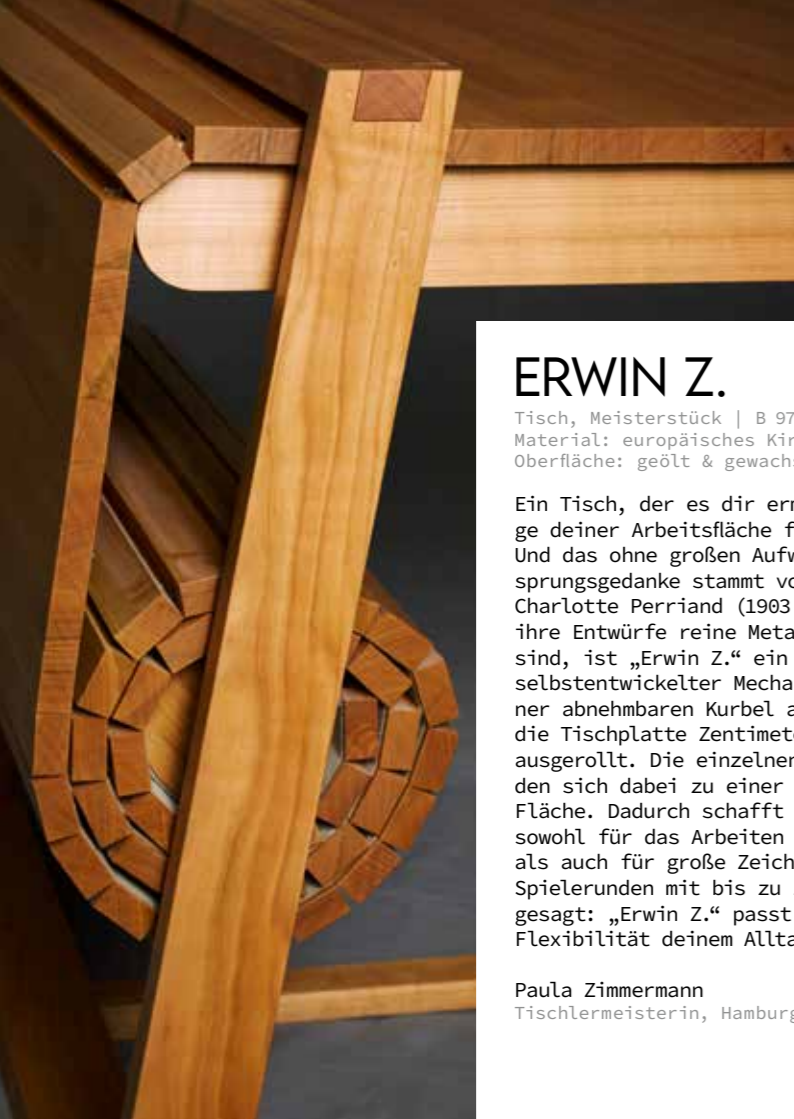 ERWIN Z.
Tisch, Meisterstück | B 97
Material: europäisches Kir
Oberfläche: geölt & gewachs
Ein Tisch, der es dir erm
ge deiner Arbeitsfläche f
Und das ohne großen Aufw
sprungsgedanke stammt vo
Charlotte Perriand (1903
ihre Entwürfe reine Meta
sind, ist „Erwin Z.“ ein
selbstentwickelter Mecha
ner abnehmbaren Kurbel a
die Tischplatte Zentimet
ausgerollt. Die einzelnen
den sich dabei zu einer
Fläche. Dadurch schafft
sowohl für das Arbeiten
als auch für große Zeich
Spielerunden mit bis zu
gesagt: „Erwin Z.“ passt
Flexibilität deinem Allta
Paula Zimmermann
Tischlermeisterin, Hamburg